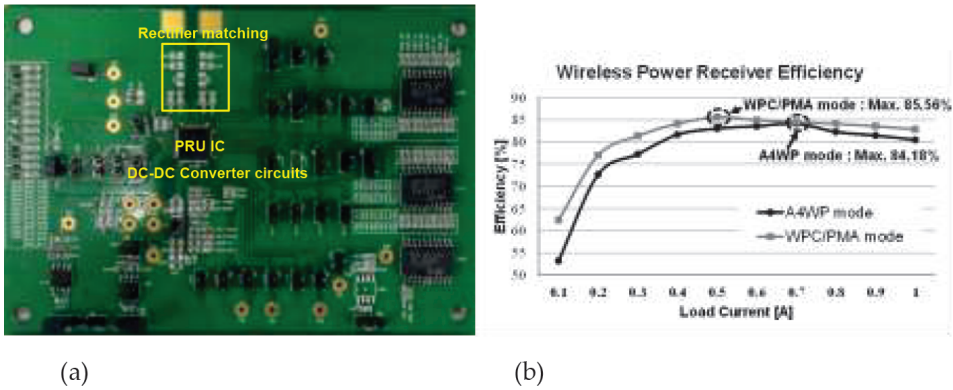 Rectifier matching
PRU IC
DC-DC Converter circuits
(a)
Wireless Power Receiver Efficiency
WPC/PMA mode : Max. 85.56%
A4WP mode : Max. 84.18%
Efficiency [%]
90
85
80
75
70
65
60
55
50
A4WP mode
WPC/PMA mode
0.1 0.2 0.3 0.4 0.5 0.6 0.7 0.8 0.9 1
Load Current [A]
(b)